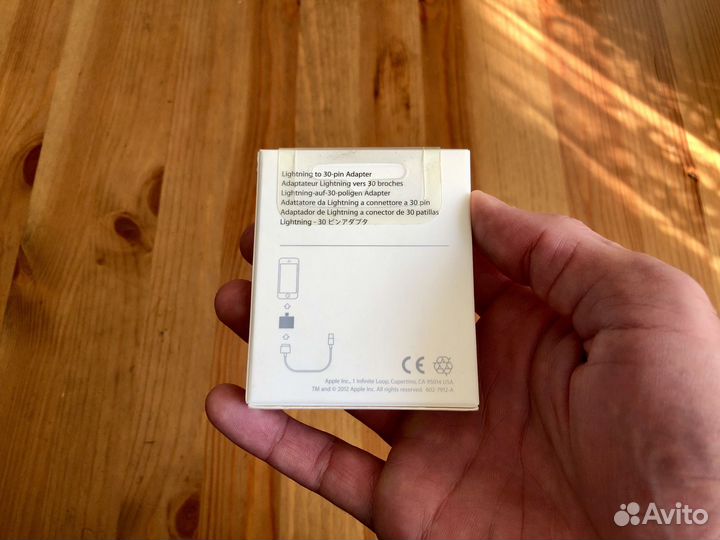 Lightning to 30-pin Adapter
Adaptateur Lightning vers 30 broches
Lightning-auf-30-poligen Adapter
Adattatore da Lightning a connettore a 30 pin
Adaptador de Lightning a conector de 30 patillas
Lightning - 30 ピンアダプタ
CE
Apple Inc., 1 Infinite Loop, Cupertino, CA 95014 USA
TM and © 2012 Apple Inc. All rights reserved. 602-7912-A
Avito